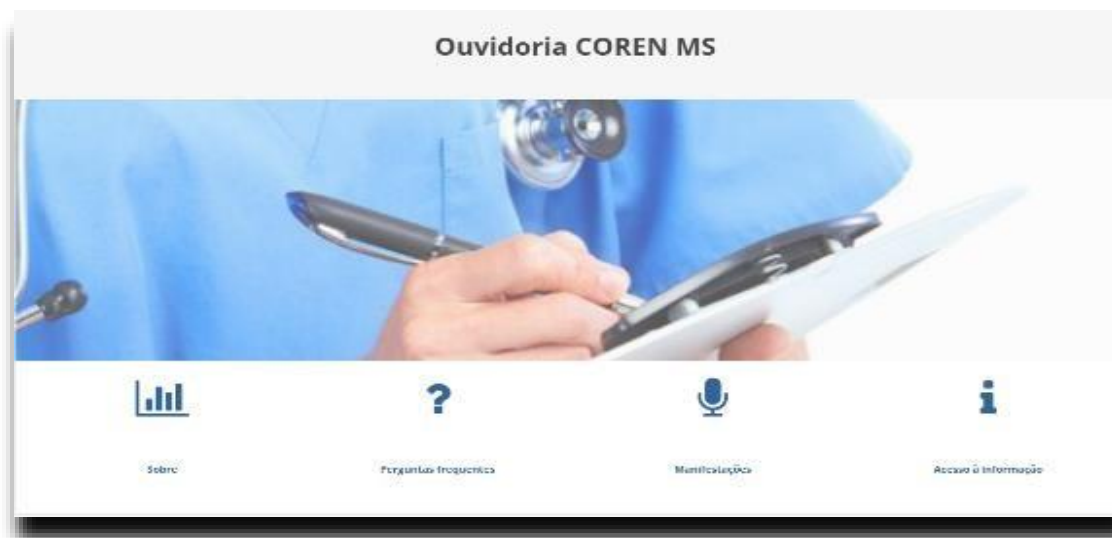 Ouvidoria COREN MS
Sobre
Perguntas frequentes
Manifestações
Acesso à Informação